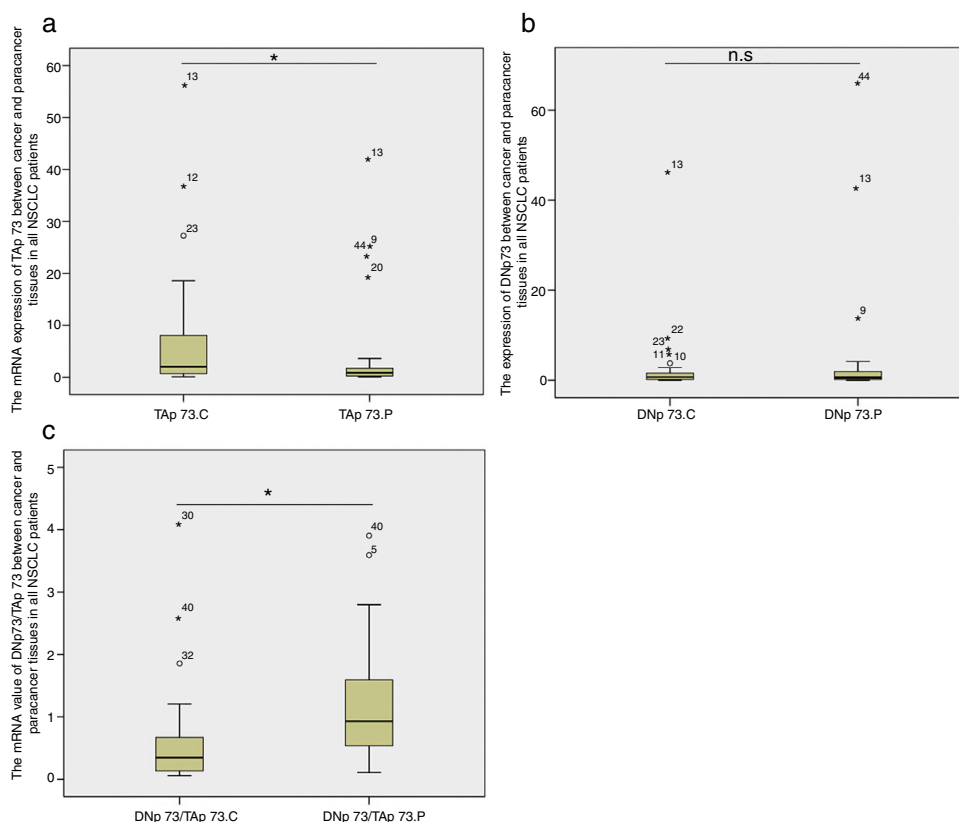 a
The mRNA expression of TAp 73 between cancer and paracancer
tissues in all NSCLC patients
60
50
40
30
20
10
0
*
13
12
23
13
9
44
20
TAp 73.C
TAp 73.P
b
The expression of DNp73 between cancer and paracancer
tissues in all NSCLC patients
60
40
20
0
n.s
13
22
23
11
10
44
13
9
DNp 73.C
DNp 73.P
c
The mRNA value of DNp73/TAp 73 between cancer and
paracancer tissues in all NSCLC patients
5
4
3
2
1
0
*
30
40
32
40
5
DNp 73/TAp 73.C
DNp 73/TAp 73.P